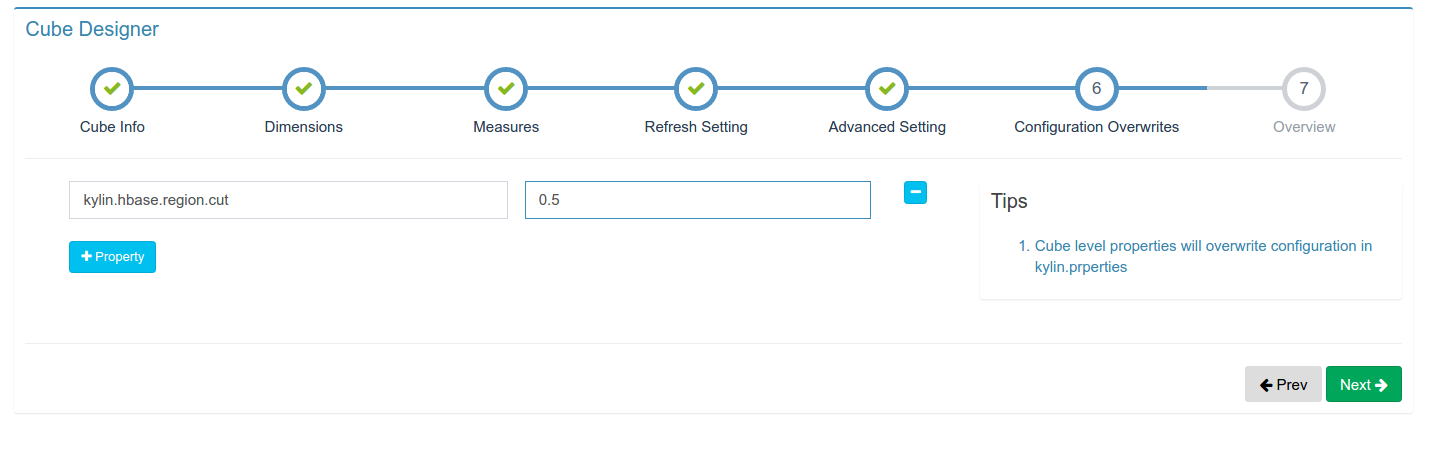 Cube Designer
6
7
Cube Info
Dimensions
Measures
Refresh Setting
Advanced Setting
Configuration Overwrites
Overview
kylin.hbase.region.cut
0.5
Property
Tips
1. Cube level properties will overwrite configuration in
kylin.prperties
Prev
Next